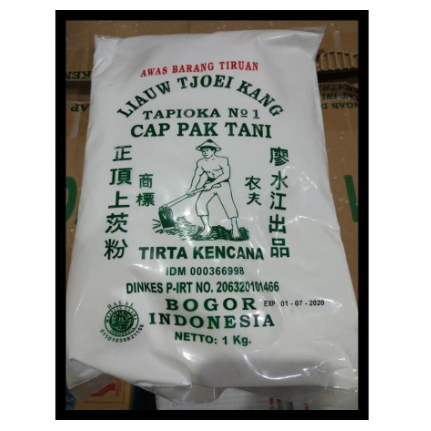 AWAS BARANG TIRUAN
LIAUW TJOEI KANG
TAPIOKA No 1
CAP PAK TANI
正頂上茨粉
商標
农夫
廖水江出品
TIRTA KENCANA
IDM 000366998
DINKES P-IRT NO. 206320101466
BOGOR
EXP 01 - 07 - 2020
INDONESIA
NETTO: 1 Kg.
HALAL